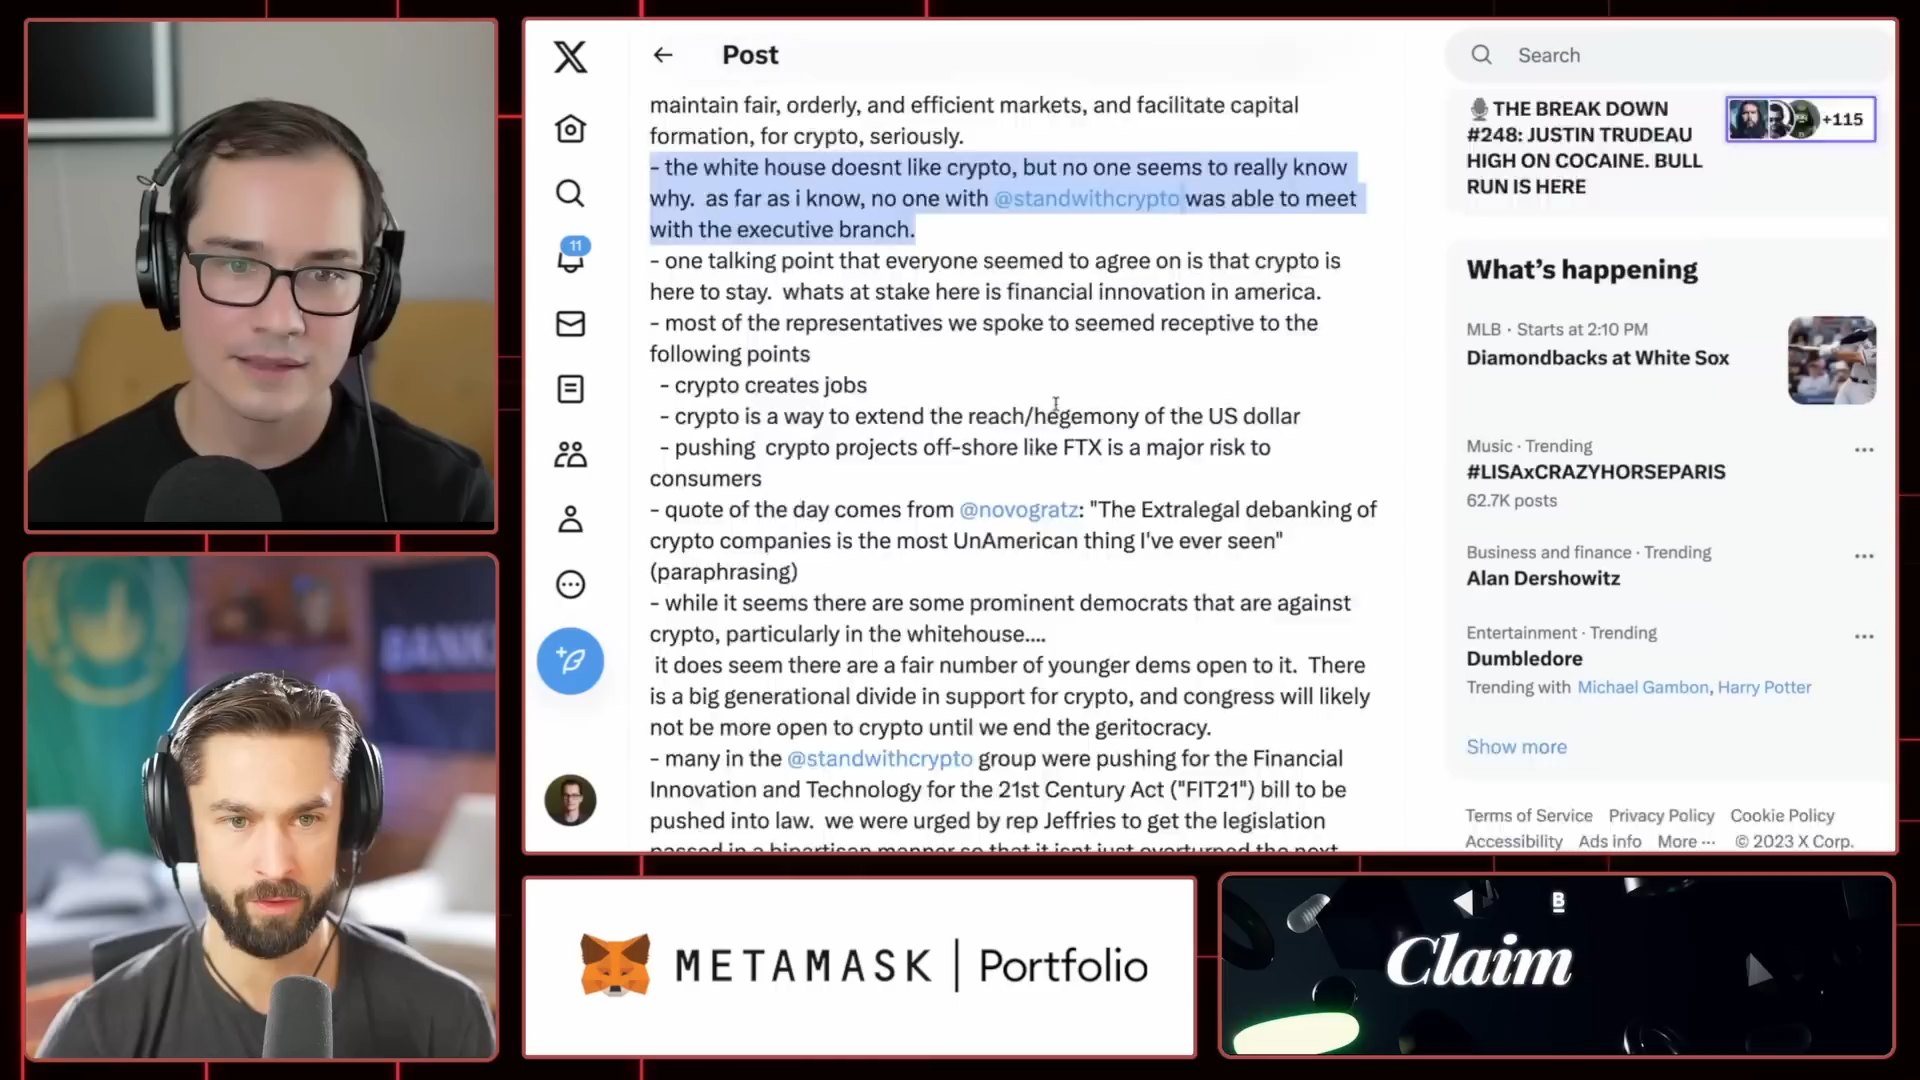 Post
maintain fair, orderly, and efficient markets, and facilitate capital
formation, for crypto, seriously.
- the white house doesnt like crypto, but no one seems to really know
why.  as far as i know, no one with @standwithcrypto was able to meet
with the executive branch.
- one talking point that everyone seemed to agree on is that crypto is
here to stay.  whats at stake here is financial innovation in america.
- most of the representatives we spoke to seemed receptive to the
following points
- crypto creates jobs
- crypto is a way to extend the reach/hegemony of the US dollar
- pushing  crypto projects off-shore like FTX is a major risk to
consumers
- quote of the day comes from @novogratz: "The Extralegal debanking of
crypto companies is the most UnAmerican thing I've ever seen"
(paraphrasing)
- while it seems there are some prominent democrats that are against
crypto, particularly in the whitehouse....
it does seem there are a fair number of younger dems open to it.  There
is a big generational divide in support for crypto, and congress will likely
not be more open to crypto until we end the geritocracy.
- many in the @standwithcrypto group were pushing for the Financial
Innovation and Technology for the 21st Century Act ("FIT21") bill to be
pushed into law.  we were urged by rep Jeffries to get the legislation
passed in a bipartisan manner so that it isnt just overturned the next
11
Search
THE BREAK DOWN
#248: JUSTIN TRUDEAU
HIGH ON COCAINE. BULL
RUN IS HERE
+115
What's happening
MLB · Starts at 2:10 PM
Diamondbacks at White Sox
Music · Trending
#LISAxCRAZYHORSEPARIS
62.7K posts
Business and finance · Trending
Alan Dershowitz
Entertainment · Trending
Dumbledore
Trending with Michael Gambon, Harry Potter
Show more
Terms of Service Privacy Policy Cookie Policy
Accessibility Ads info More ··· © 2023 X Corp.
METAMASK | Portfolio
B
Claim